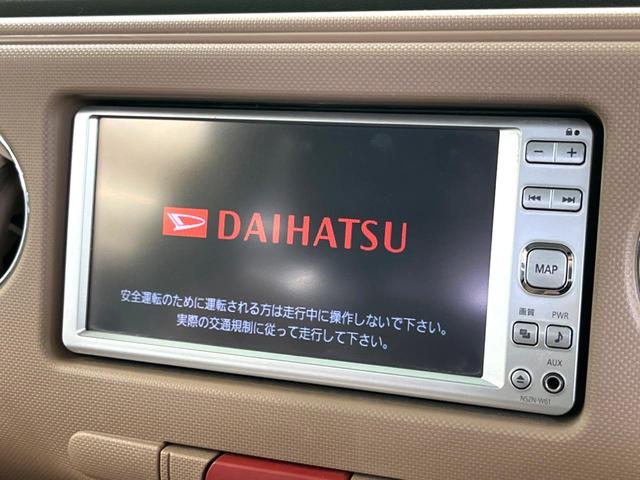 DAIHATSU
安全運転のために運転される方は走行中に操作しないで下さい。
実際の交通規制に従って走行して下さい。
MAP
画質 PWR
AUX
NSZN-W61